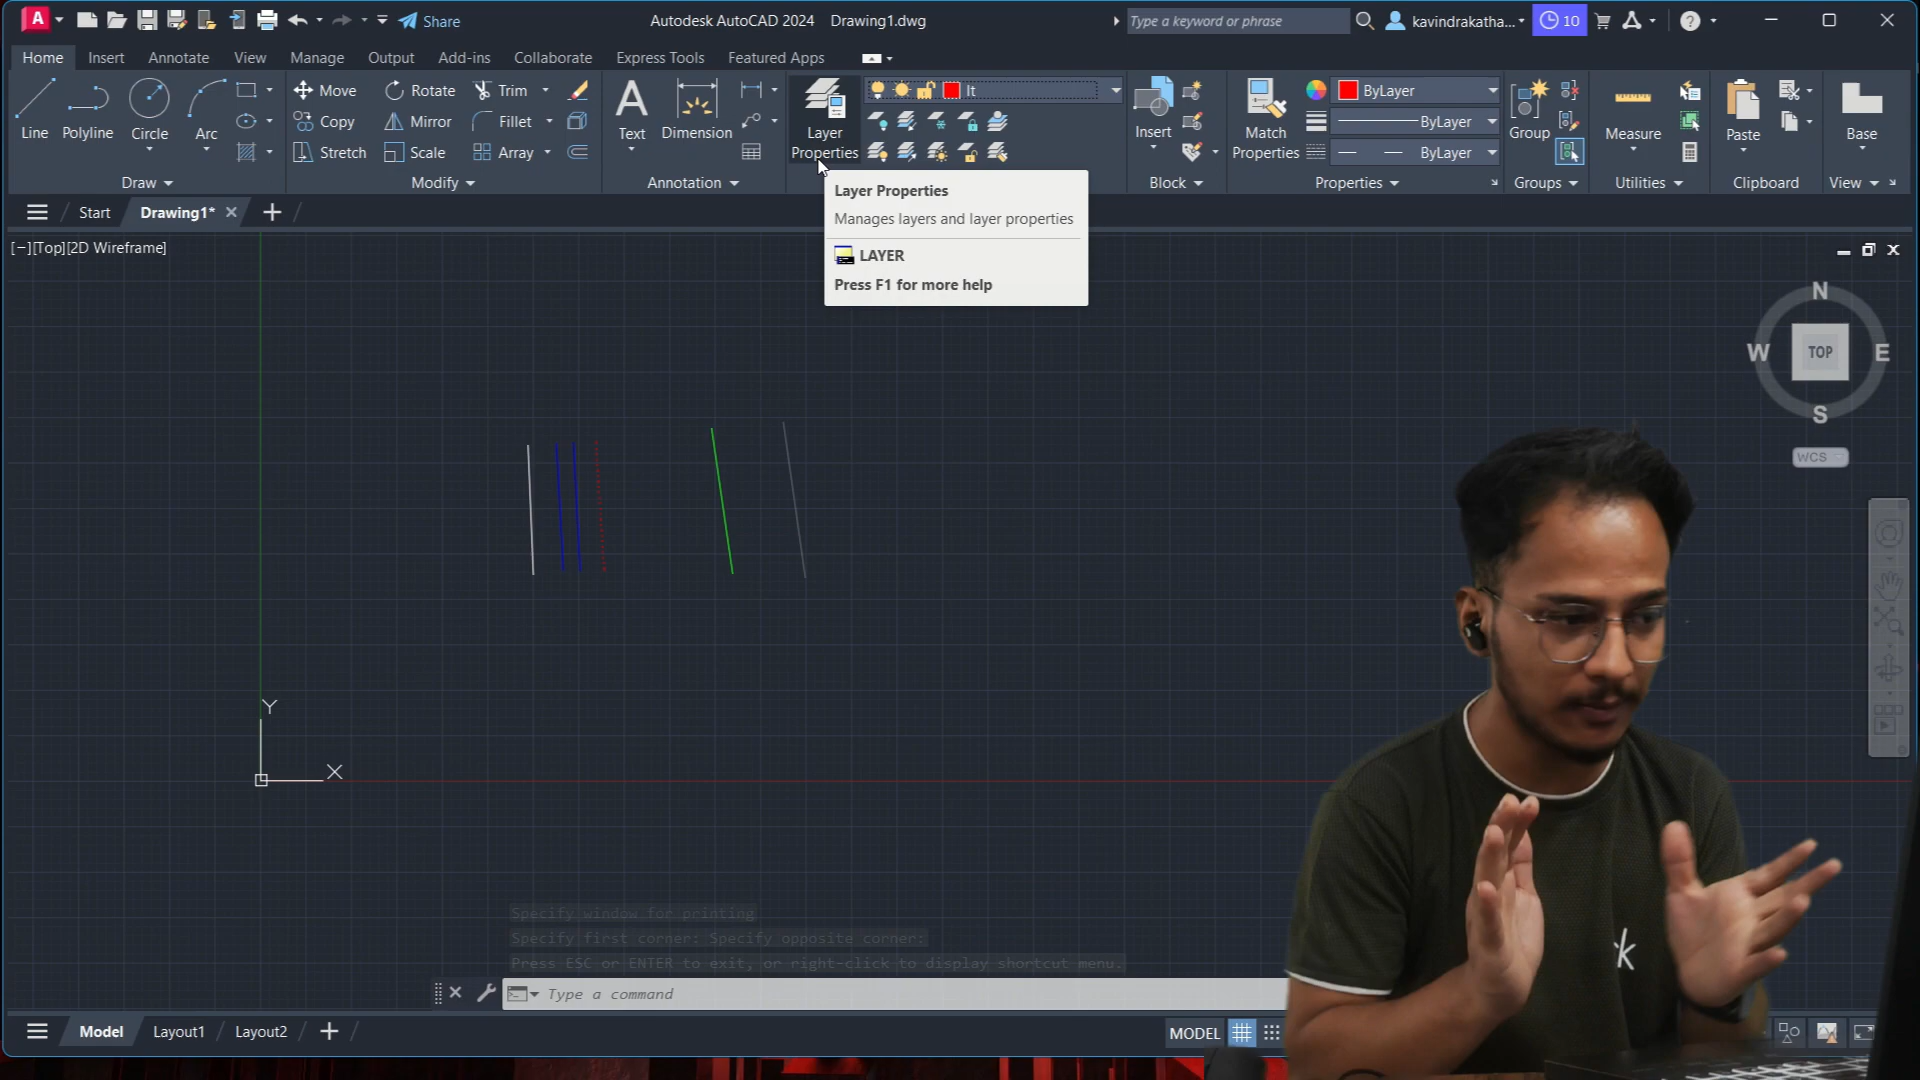 A
Share
Autodesk AutoCAD 2024 Drawing1.dwg
Type a keyword or phrase
kavindrakatha...
10
?
Home Insert Annotate View Manage Output Add-ins Collaborate Express Tools Featured Apps
Line
Polyline
Circle
Arc
Draw
Move
Rotate
Trim
Copy
Mirror
Fillet
Stretch
Scale
Array
Modify
A
Text
Dimension
Annotation
Layer
Properties
lt
Insert
Block
Match
Properties
ByLayer
ByLayer
ByLayer
Properties
Group
Groups
Measure
Utilities
Paste
Clipboard
Base
View
Start
Drawing1*
Layer Properties
Manages layers and layer properties
LAYER
Press F1 for more help
[−][Top][2D Wireframe]
N
W
TOP
E
S
WCS
Y
X
Specify window for printing
Specify first corner: Specify opposite corner:
Press ESC or ENTER to exit, or right-click to display shortcut menu.
Type a command
Model
Layout1
Layout2
MODEL